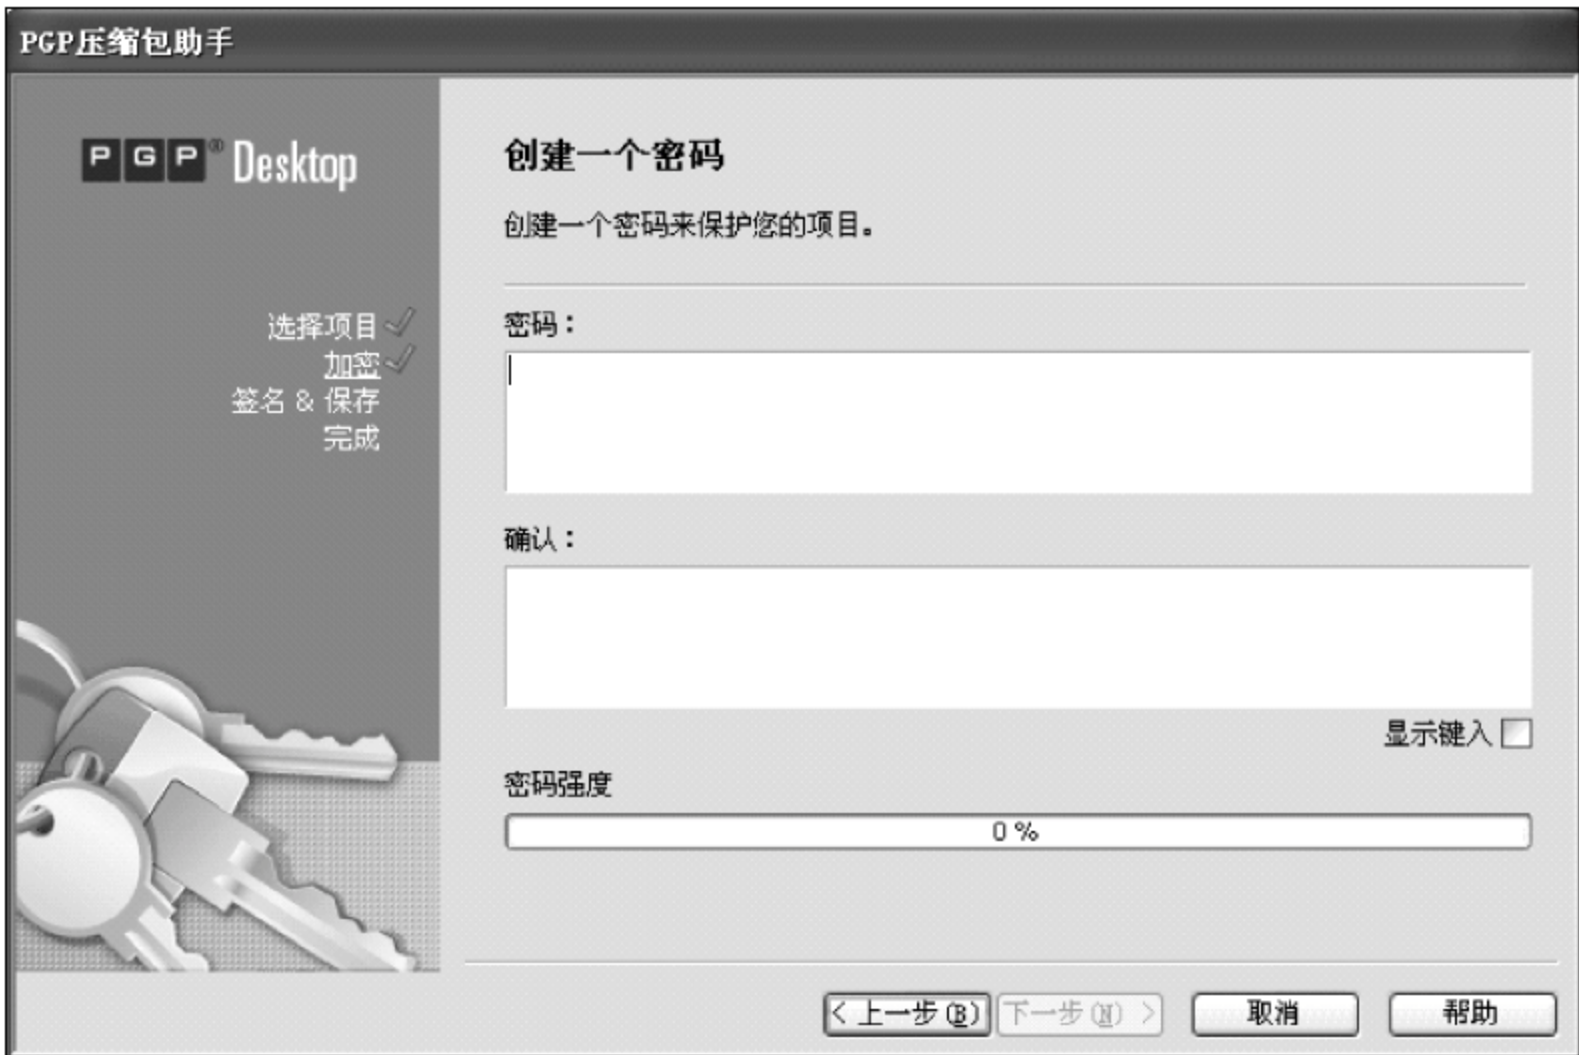 PGP压缩包助手
PGP® Desktop
选择项目
加密
签名 & 保存
完成
创建一个密码
创建一个密码来保护您的项目。
密码：
确认：
显示键入
密码强度
0 %
< 上一步(B)
下一步(N) >
取消
帮助